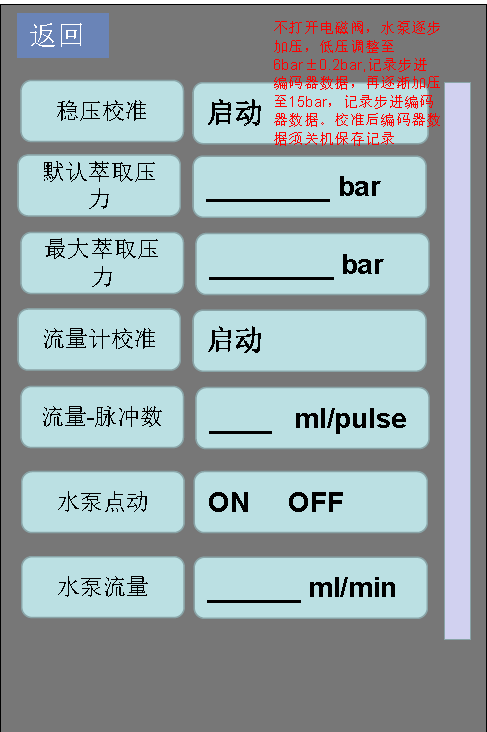 返回
不打开电磁阀，水泵逐步
加压，低压调整至
6bar±0.2bar,记录步进
编码器数据，再逐渐加压
至15bar，记录步进编码
器数据。校准后编码器数
据须关机保存记录
稳压校准
启动
默认萃取压
力
________ bar
最大萃取压
力
________ bar
流量计校准
启动
流量-脉冲数
____ ml/pulse
水泵点动
ON OFF
水泵流量
______ ml/min